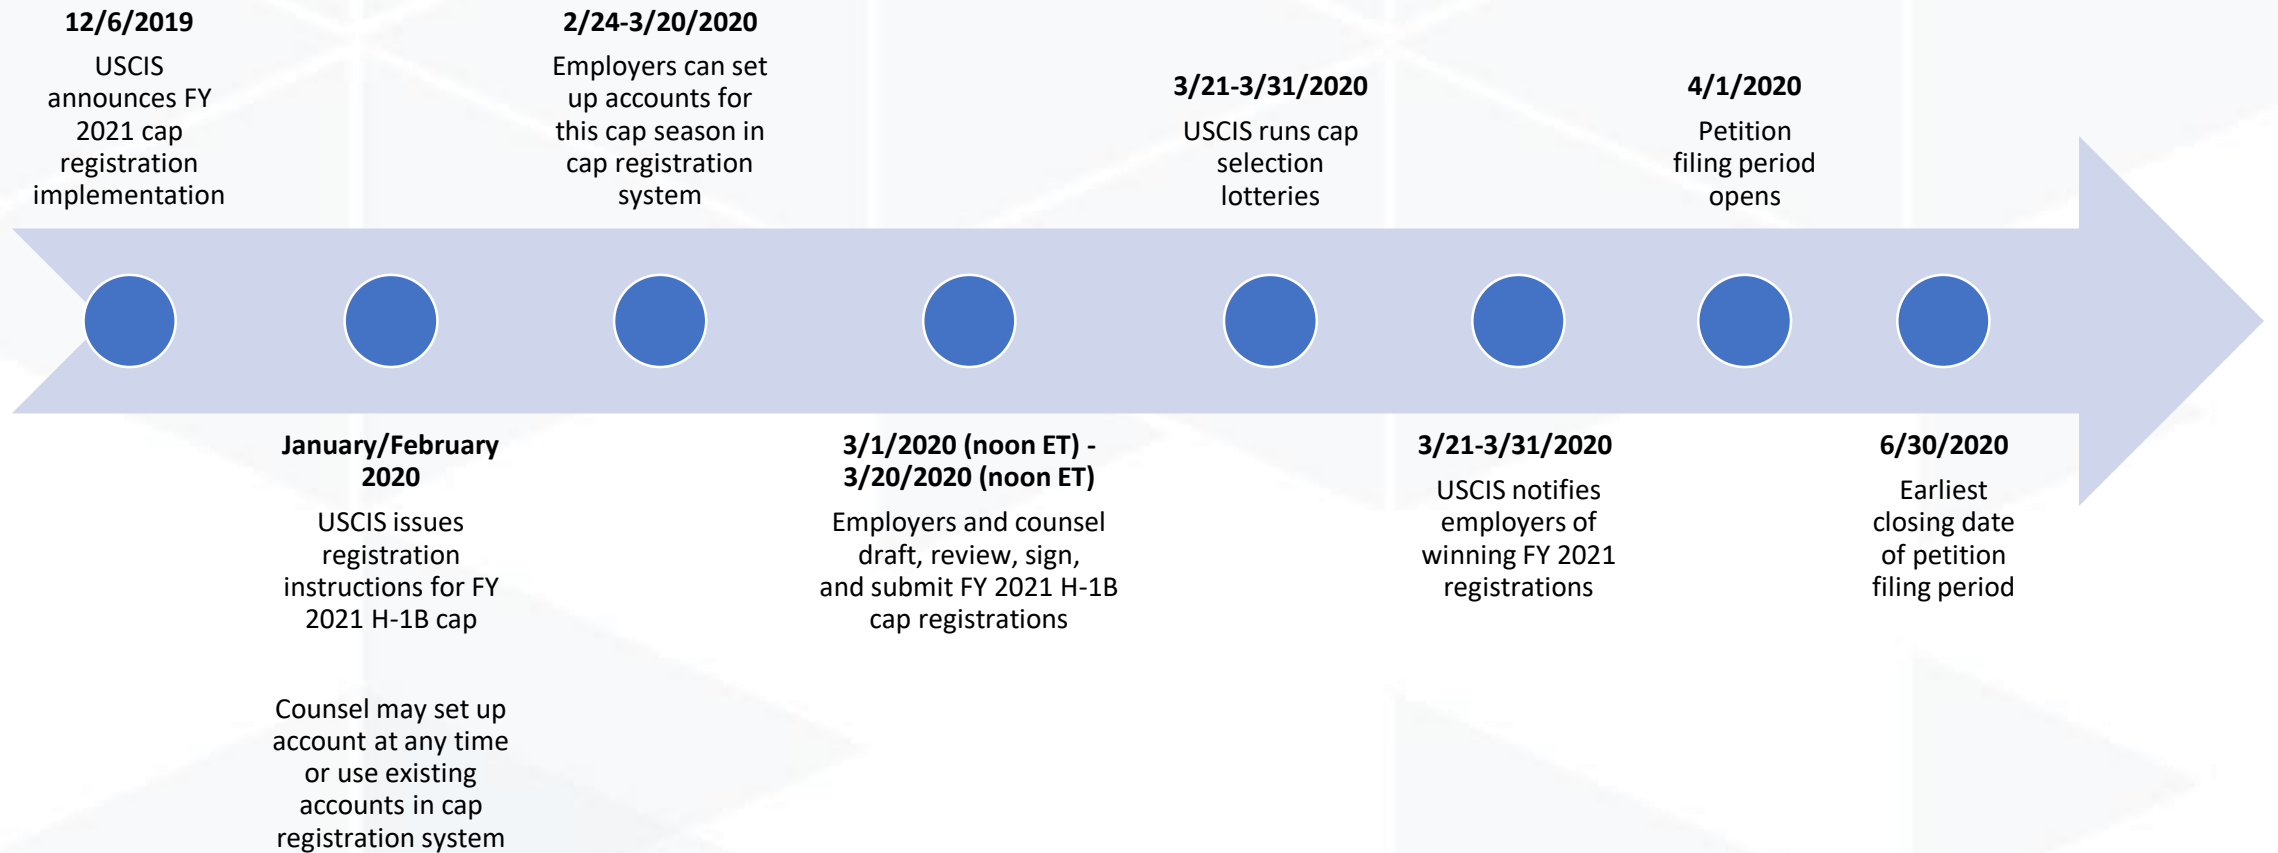 12/6/2019
USCIS
announces FY
2021 cap
registration
implementation
January/February
2020
USCIS issues
registration
instructions for FY
2021 H-1B cap
Counsel may set up
account at any time
or use existing
accounts in cap
registration system
2/24-3/20/2020
Employers can set
up accounts for
this cap season in
cap registration
system
3/1/2020 (noon ET) -
3/20/2020 (noon ET)
Employers and counsel
draft, review, sign,
and submit FY 2021 H-1B
cap registrations
3/21-3/31/2020
USCIS runs cap
selection
lotteries
3/21-3/31/2020
USCIS notifies
employers of
winning FY 2021
registrations
4/1/2020
Petition
filing period
opens
6/30/2020
Earliest
closing date
of petition
filing period